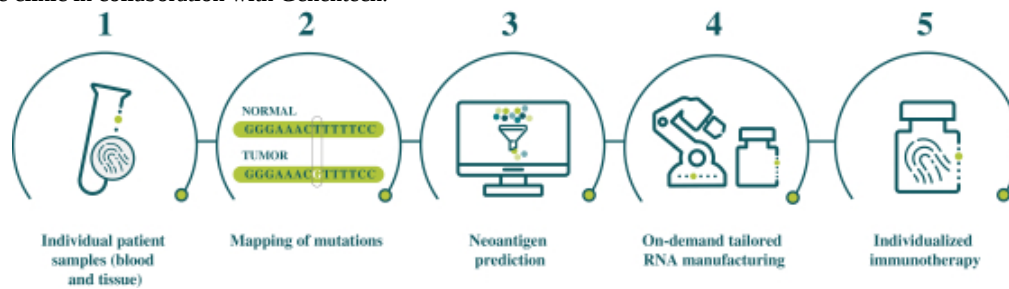 1 2 3 4 5
NORMAL
GGGAAACTTTTTCC
TUMOR
GGGAAACGTTTTCC
Individual patient
samples (blood
and tissue)
Mapping of mutations
Neoantigen
prediction
On-demand tailored
RNA manufacturing
Individualized
immunotherapy